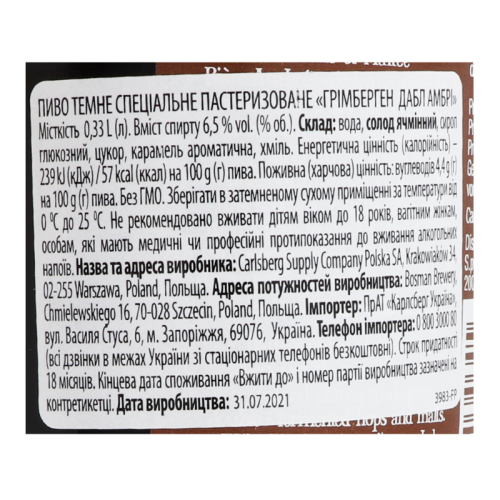 ПИВО ТЕМНЕ СПЕЦІАЛЬНЕ ПАСТЕРИЗОВАНЕ «ГРІМБЕРГЕН ДАБЛ АМБРІ»
Місткість 0,33 L (л). Вміст спирту 6,5 % vol. (% об.). Склад: вода, солод ячмінний, сироп
глюкозний, цукор, карамель ароматична, хміль. Енергетична цінність (калорійність) –
239 kJ (кДж) / 57 kcal (ккал) на 100 g (г) пива. Поживна (харчова) цінність: вуглеводів 4,4 g (г)
на 100 g (г) пива. Без ГМО. Зберігати в затемненому сухому приміщенні за температури від
0 °С до 25 °С. Не рекомендовано вживати дітям віком до 18 років, вагітним жінкам,
особам, які мають медичні чи професійні протипоказання до вживання алкогольних
напоїв. Назва та адреса виробника: Carlsberg Supply Company Polska SA, Krakowiakow 34,
02-255 Warszawa, Poland, Польща. Адреса потужностей виробництва: Bosman Brewery,
Chmielewskiego 16, 70-028 Szczecin, Poland, Польща. Імпортер: ПрАТ «Карлсберг Україна»,
вул. Василя Стуса, 6, м. Запоріжжя, 69076, Україна. Телефон імпортера: 0 800 3000 80
(всі дзвінки в межах України зі стаціонарних телефонів безкоштовні). Строк придатності
18 місяців. Кінцева дата споживання «Вжити до» і номер партії виробництва зазначені на
контретикетці. Дата виробництва: 31.07.2021
3983-FP
hops and malts.